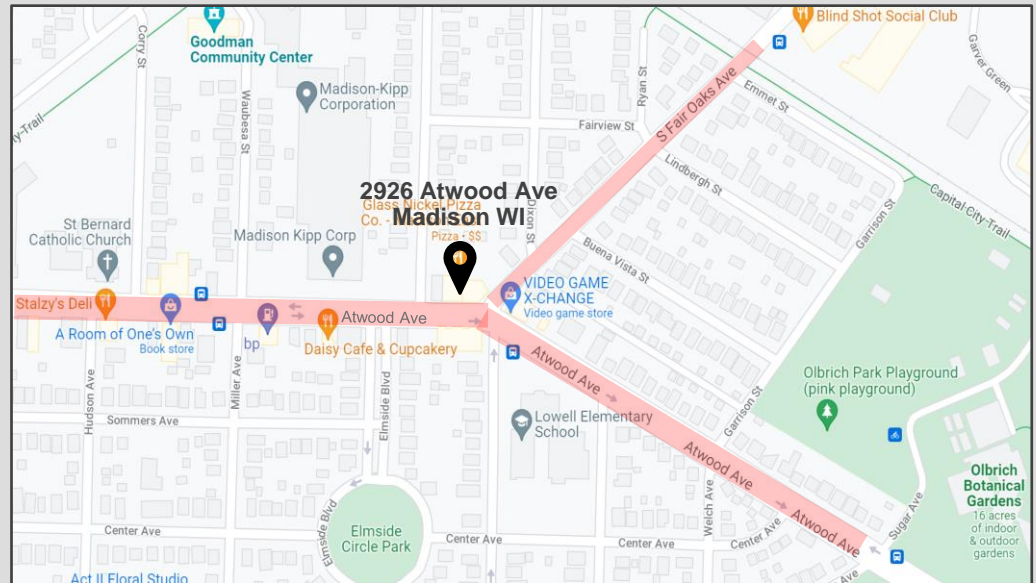 Blind Shot Social Club
Goodman
Community Center
Corry St
Garver Green
Madison-Kipp
Corporation
Waubesa St
Ryan St
Emmet St
S Fair Oaks Ave
y-Trail
Fairview St
Lindbergh St
Capital City-Trail
2926 Atwood Ave
Madison WI
Glass Nickel Pizza
Co. -
Pizza · $$
Dixon St
Garrison St
St Bernard
Catholic Church
Madison Kipp Corp
Buena Vista St
VIDEO GAME
X-CHANGE
Video game store
Stalzy's Deli
A Room of One's Own
Book store
bp
Atwood Ave
Daisy Cafe & Cupcakery
Atwood Ave
Olbrich Park Playground
(pink playground)
Hudson Ave
Miller Ave
Elmside Blvd
Garrison St
Sommers Ave
Lowell Elementary
School
Atwood Ave
Olbrich
Botanical
Gardens
16 acres
of indoor
& outdoor
gardens
Welch Ave
Sugar Ave
Atwood Ave
Elmside Blvd
Elmside
Circle Park
Center Ave
Center Ave
Center Ave
Center Ave
Ave
Act II Floral Studio